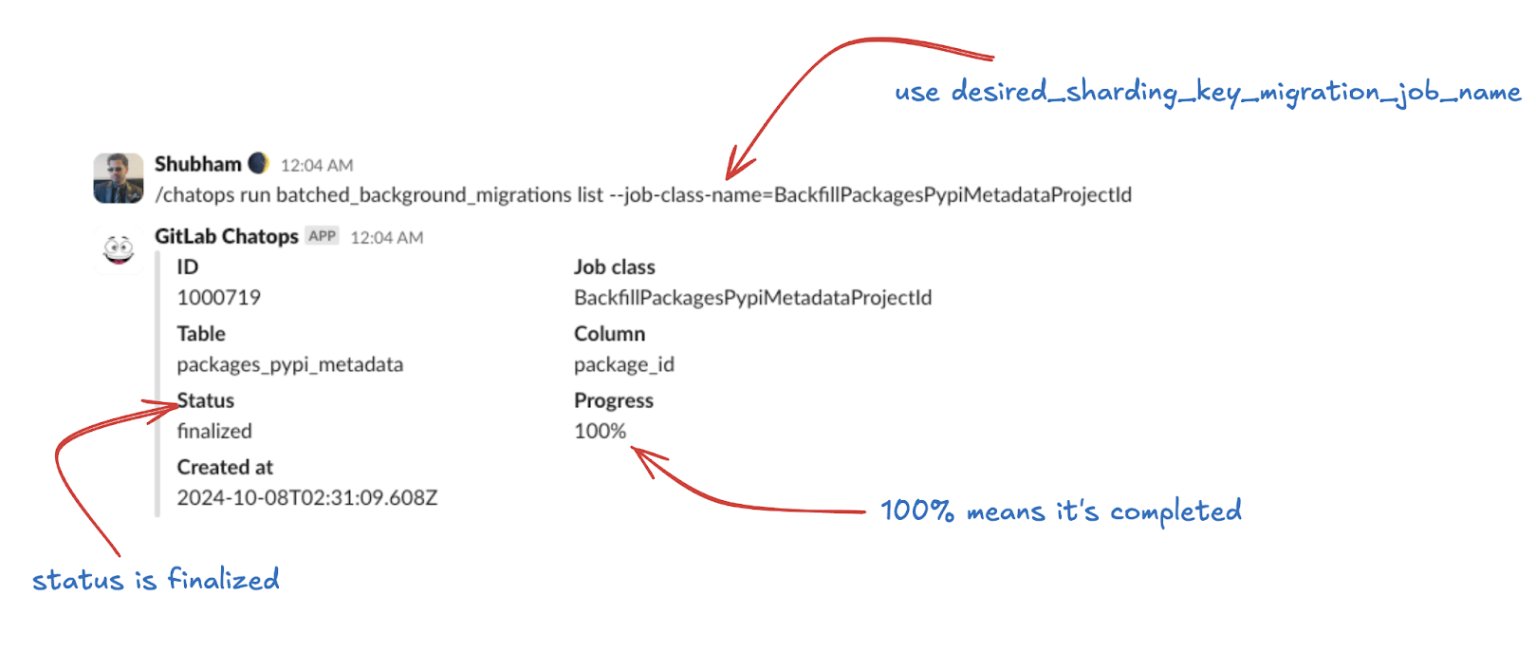 use desired_sharding_key_migration_job_name
Shubham 12:04 AM
/chatops run batched_background_migrations list --job-class-name=BackfillPackagesPypiMetadataProjectId
GitLab Chatops APP 12:04 AM
ID Job class
1000719 BackfillPackagesPypiMetadataProjectId
Table Column
packages_pypi_metadata package_id
Status Progress
finalized 100%
Created at
2024-10-08T02:31:09.608Z
100% means it's completed
status is finalized